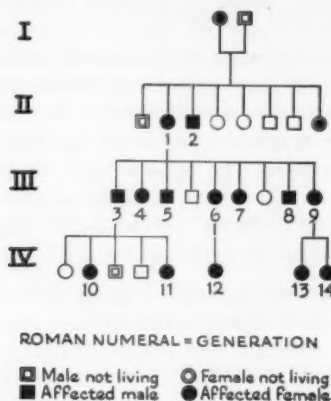 I
II
1 2
III
3 4 5 6 7 8 9
IV
10 11 12 13 14
ROMAN NUMERAL = GENERATION
Male not living Female not living
Affected male Affected female